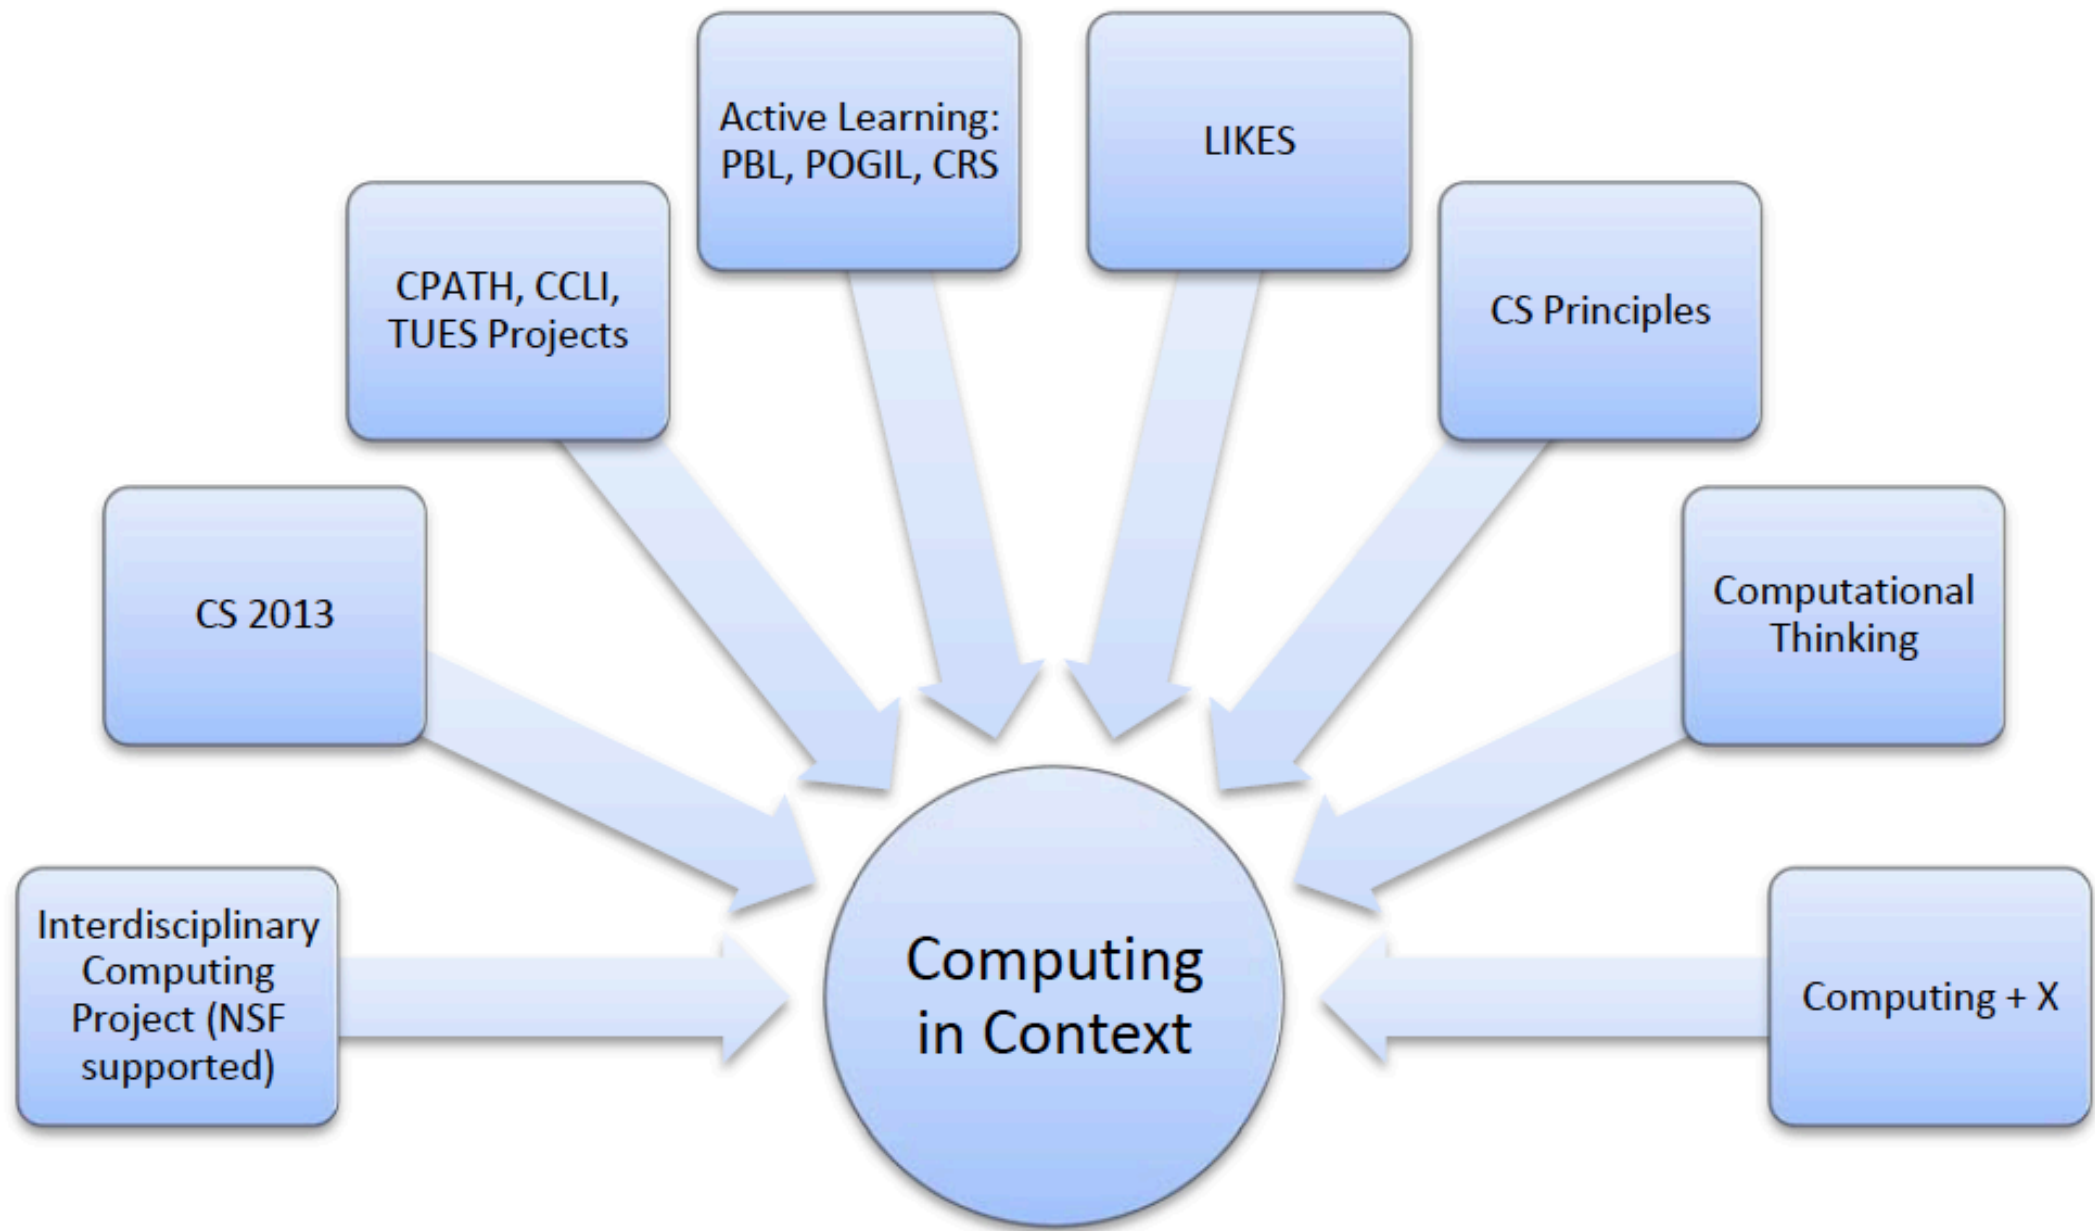 Active Learning:
PBL, POGIL, CRS
LIKES
CPATH, CCLI,
TUES Projects
CS Principles
CS 2013
Computational
Thinking
Interdisciplinary
Computing
Project (NSF
supported)
Computing
in Context
Computing + X